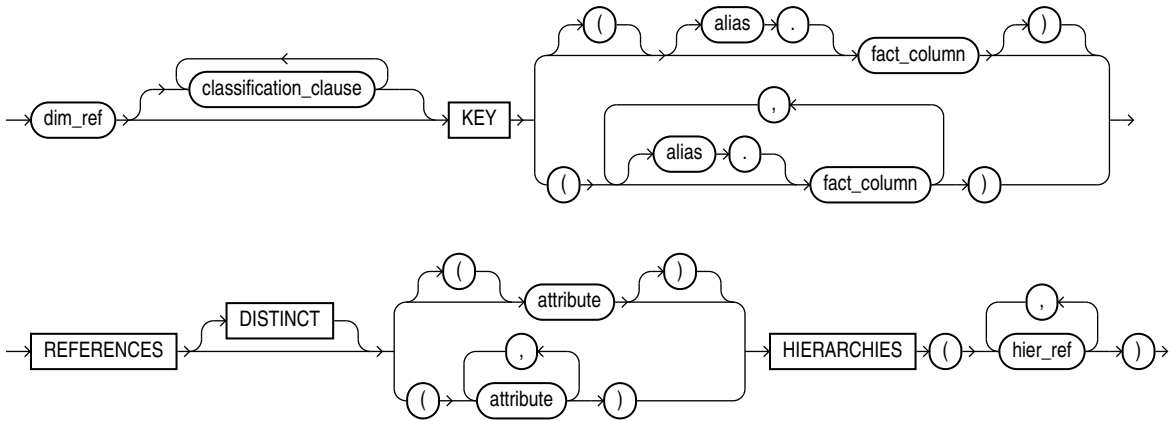 ( alias . fact_column )
classification_clause
dim_ref KEY
,
alias .
( fact_column )
( attribute )
DISTINCT
REFERENCES HIERARCHIES ( hier_ref )
, ,
( attribute )